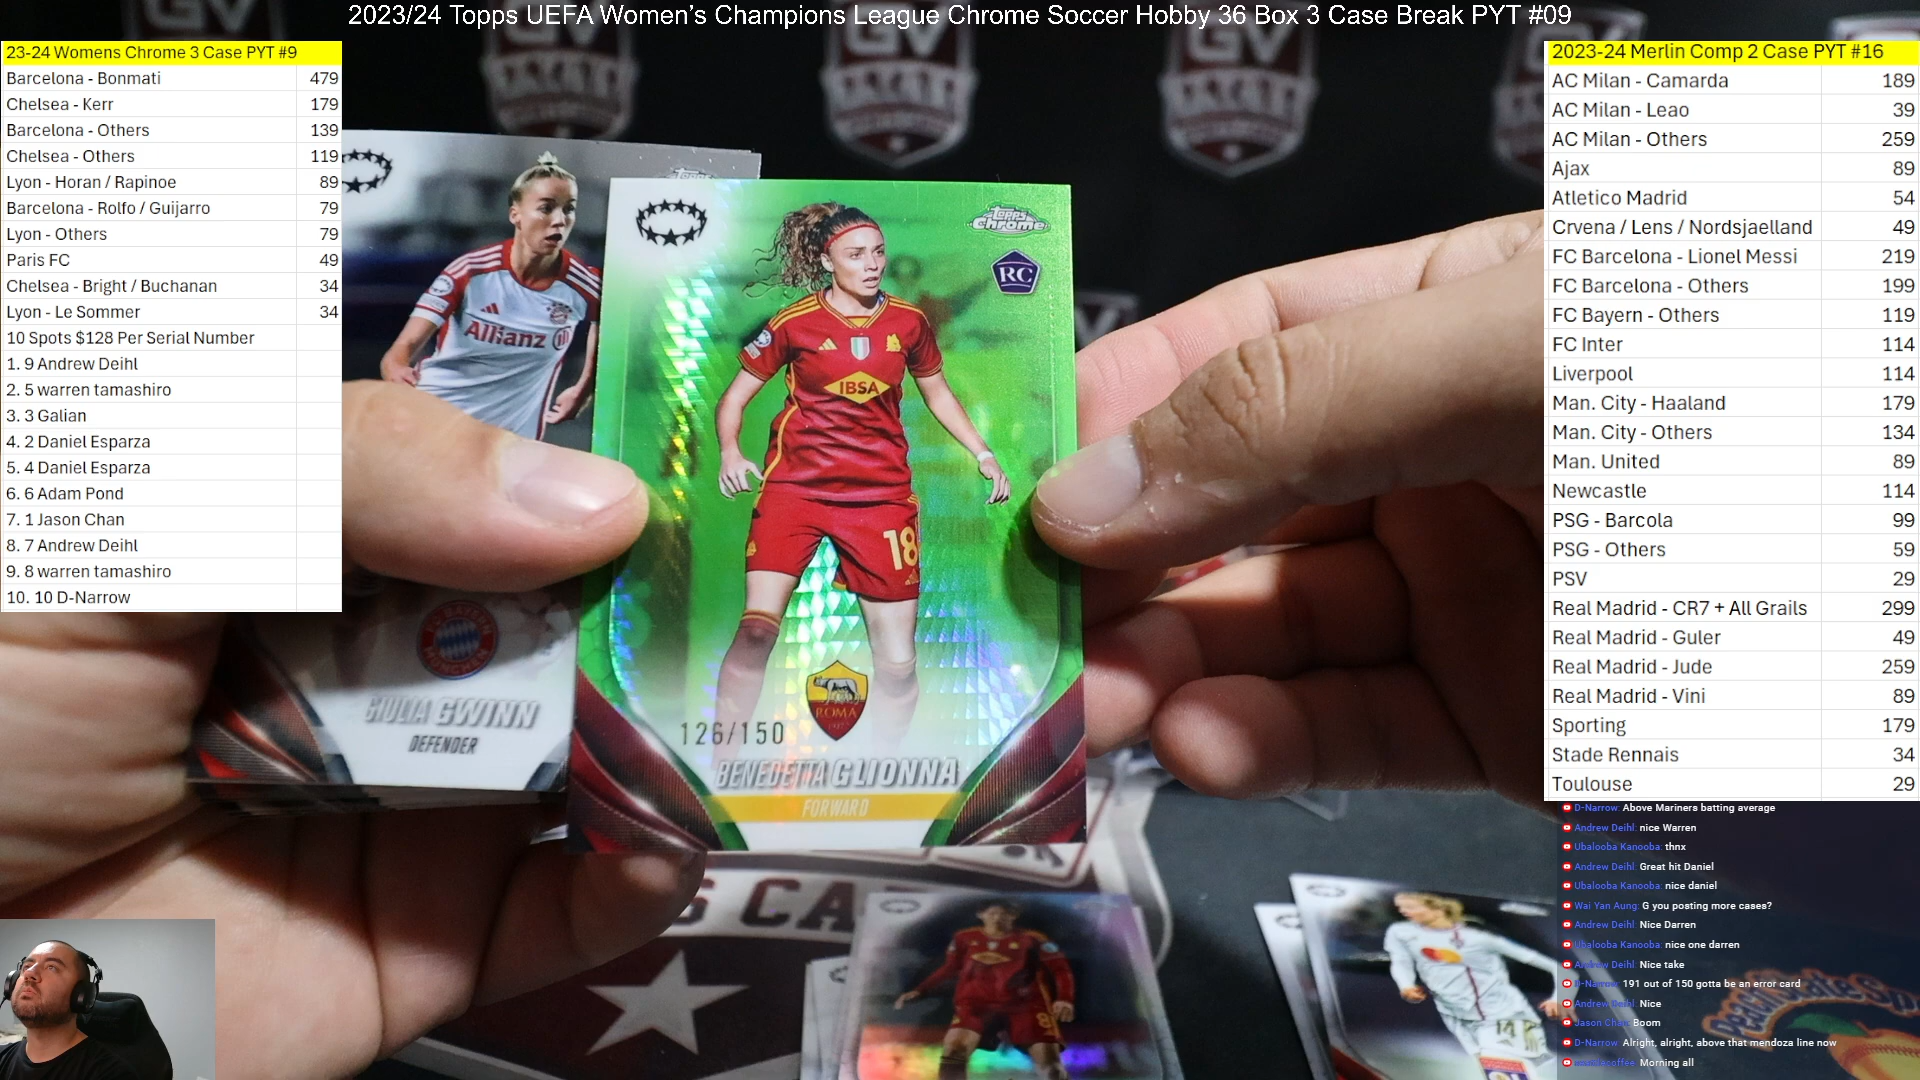 2023/24 Topps UEFA Women's Champions League Chrome Soccer Hobby 36 Box 3 Case Break PYT #09
23-24 Womens Chrome 3 Case PYT #9
Barcelona - Bonmati 479
Chelsea - Kerr 179
Barcelona - Others 139
Chelsea - Others 119
Lyon - Horan / Rapinoe 89
Barcelona - Rolfo / Guijarro 79
Lyon - Others 79
Paris FC 49
Chelsea - Bright / Buchanan 34
Lyon - Le Sommer 34
10 Spots $128 Per Serial Number
1. 9 Andrew Deihl
2. 5 warren tamashiro
3. 3 Galian
4. 2 Daniel Esparza
5. 4 Daniel Esparza
6. 6 Adam Pond
7. 1 Jason Chan
8. 7 Andrew Deihl
9. 8 warren tamashiro
10. 10 D-Narrow
Allianz
GIULIA GWINN
DEFENDER
Topps
Chrome
RC
IBSA
18
ROMA
126/150
BENEDETTA GLIONNA
FORWARD
8
14
2023-24 Merlin Comp 2 Case PYT #16
AC Milan - Camarda 189
AC Milan - Leao 39
AC Milan - Others 259
Ajax 89
Atletico Madrid 54
Crvena / Lens / Nordsjaelland 49
FC Barcelona - Lionel Messi 219
FC Barcelona - Others 199
FC Bayern - Others 119
FC Inter 114
Liverpool 114
Man. City - Haaland 179
Man. City - Others 134
Man. United 89
Newcastle 114
PSG - Barcola 99
PSG - Others 59
PSV 29
Real Madrid - CR7 + All Grails 299
Real Madrid - Guler 49
Real Madrid - Jude 259
Real Madrid - Vini 89
Sporting 179
Stade Rennais 34
Toulouse 29
D-Narrow: Above Mariners batting average
Andrew Deihl: nice Warren
Ubalooba Kanooba: thnx
Andrew Deihl: Great hit Daniel
Ubalooba Kanooba: nice daniel
Wai Yan Aung: G you posting more cases?
Andrew Deihl: Nice Darren
Ubalooba Kanooba: nice one darren
Andrew Deihl: Nice take
D-Narrow: 191 out of 150 gotta be an error card
Andrew Deihl: Nice
Jason Chan: Boom
D-Narrow: Alright, alright, above that mendoza line now
Morning all